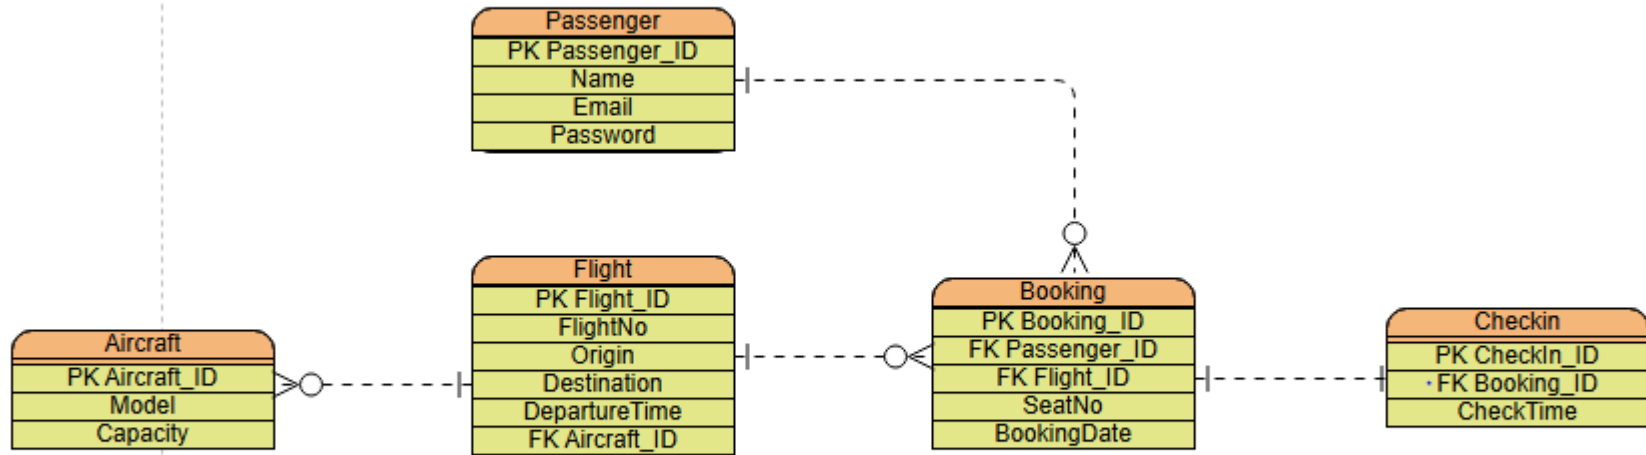 Passenger
PK Passenger_ID
Name
Email
Password
Aircraft
PK Aircraft_ID
Model
Capacity
Flight
PK Flight_ID
FlightNo
Origin
Destination
DepartureTime
FK Aircraft_ID
Booking
PK Booking_ID
FK Passenger_ID
FK Flight_ID
SeatNo
BookingDate
Checkin
PK CheckIn_ID
FK Booking_ID
CheckTime